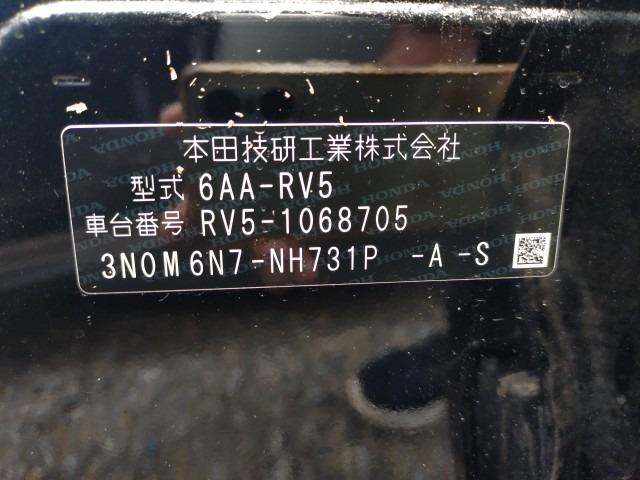 本田技研工業株式会社
型式 6AA-RV5
車台番号 RV5-1068705
3N0M6N7-NH731P -A-S